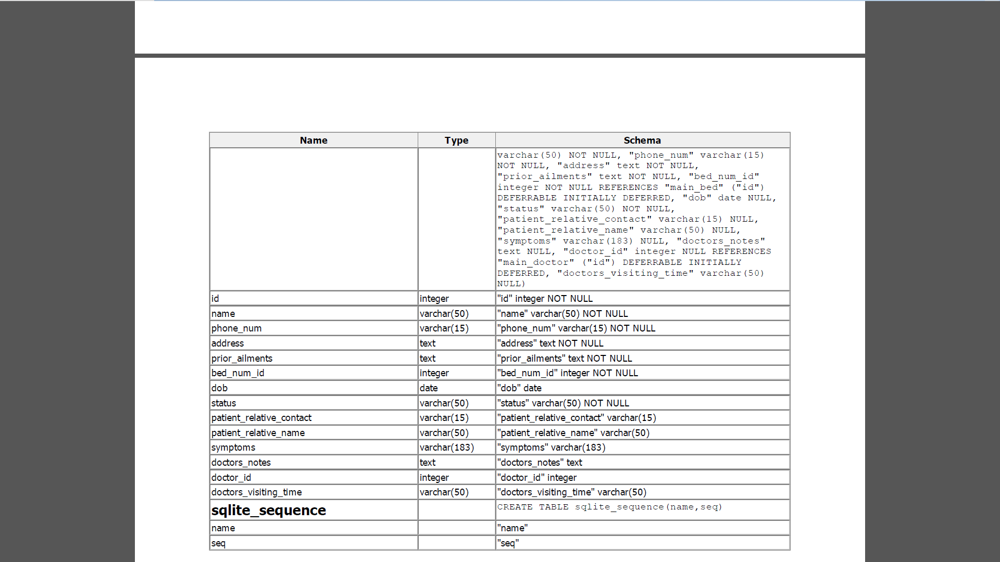 Name Type Schema
varchar(50) NOT NULL, "phone_num" varchar(15)
NOT NULL, "address" text NOT NULL,
"prior_ailments" text NOT NULL, "bed_num_id"
integer NOT NULL REFERENCES "main_bed" ("id")
DEFERRABLE INITIALLY DEFERRED, "dob" date NULL,
"status" varchar(50) NOT NULL,
"patient_relative_contact" varchar(15) NULL,
"patient_relative_name" varchar(50) NULL,
"symptoms" varchar(183) NULL, "doctors_notes"
text NULL, "doctor_id" integer NULL REFERENCES
"main_doctor" ("id") DEFERRABLE INITIALLY
DEFERRED, "doctors_visiting_time" varchar(50)
NULL)
id integer "id" integer NOT NULL
name varchar(50) "name" varchar(50) NOT NULL
phone_num varchar(15) "phone_num" varchar(15) NOT NULL
address text "address" text NOT NULL
prior_ailments text "prior_ailments" text NOT NULL
bed_num_id integer "bed_num_id" integer NOT NULL
dob date "dob" date
status varchar(50) "status" varchar(50) NOT NULL
patient_relative_contact varchar(15) "patient_relative_contact" varchar(15)
patient_relative_name varchar(50) "patient_relative_name" varchar(50)
symptoms varchar(183) "symptoms" varchar(183)
doctors_notes text "doctors_notes" text
doctor_id integer "doctor_id" integer
doctors_visiting_time varchar(50) "doctors_visiting_time" varchar(50)
sqlite_sequence CREATE TABLE sqlite_sequence(name,seq)
name "name"
seq "seq"